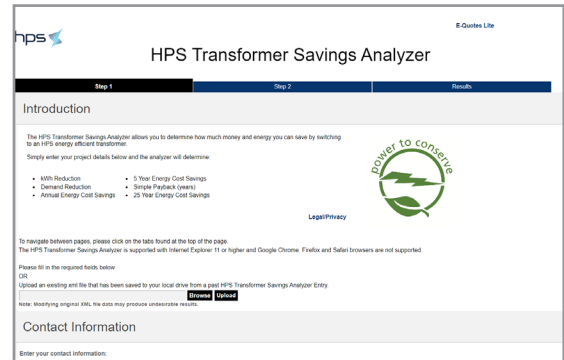 E-Quotes Lite
hps
HPS Transformer Savings Analyzer
Step 1 Step 2 Results
Introduction
The HPS Transformer Savings Analyzer allows you to determine how much money and energy you can save by switching
to an HPS energy efficient transformer.
Simply enter your project details below and the analyzer will determine:
power to conserve
• kWh Reduction • 5 Year Energy Cost Savings
• Demand Reduction • Simple Payback (years)
• Annual Energy Cost Savings • 25 Year Energy Cost Savings
Legal/Privacy
To navigate between pages, please click on the tabs found at the top of the page.
The HPS Transformer Savings Analyzer is supported with Internet Explorer 11 or higher and Google Chrome. Firefox and Safari browsers are not supported.
Please fill in the required fields below
OR
Upload an existing xml file that has been saved to your local drive from a past HPS Transformer Savings Analyzer Entry.
Browse Upload
Note: Modifying original XML file data may produce undesirable results.
Contact Information
Enter your contact information: